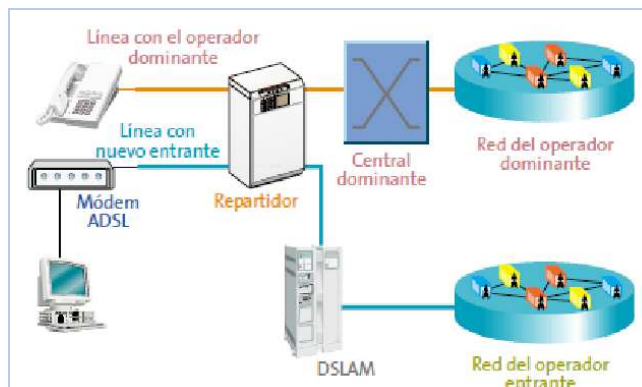 Línea con el operador
dominante
Línea con
nuevo entrante
Módem
ADSL
Repartidor
Central
dominante
Red del operador
dominante
DSLAM
Red del operador
entrante